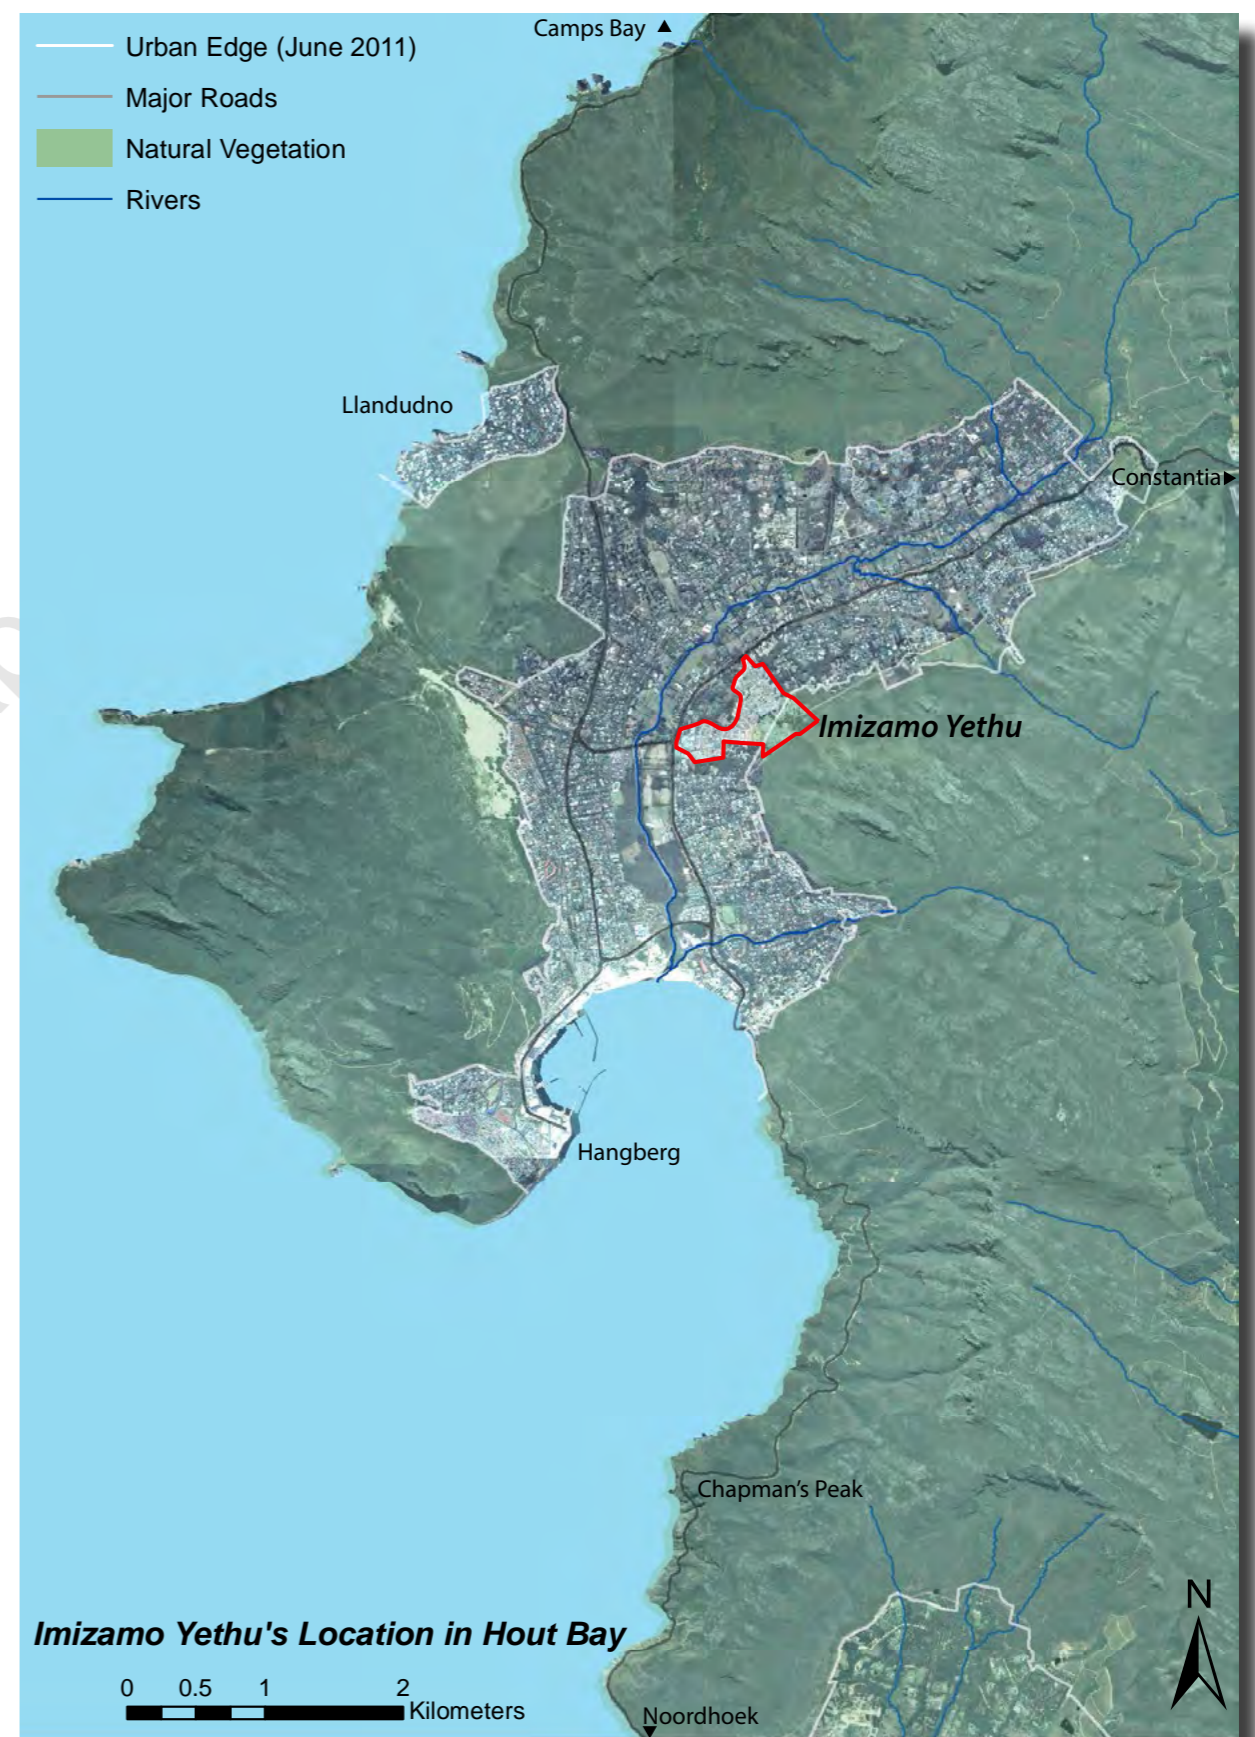 Camps Bay ▲
Urban Edge (June 2011)
Major Roads
Natural Vegetation
Rivers
Llandudno
Constantia▶
Imizamo Yethu
Hangberg
Chapman's Peak
N
Imizamo Yethu's Location in Hout Bay
0 0.5 1 2
Kilometers
Noordhoek
▼